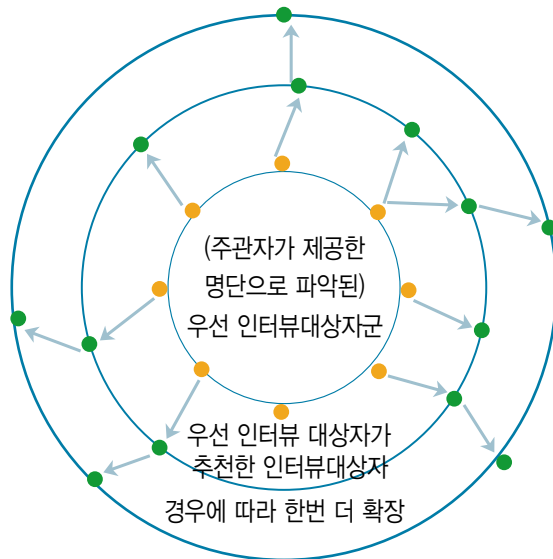 (주관자가 제공한
명단으로 파악된)
우선 인터뷰대상자군
우선 인터뷰 대상자가
추천한 인터뷰대상자
경우에 따라 한번 더 확장